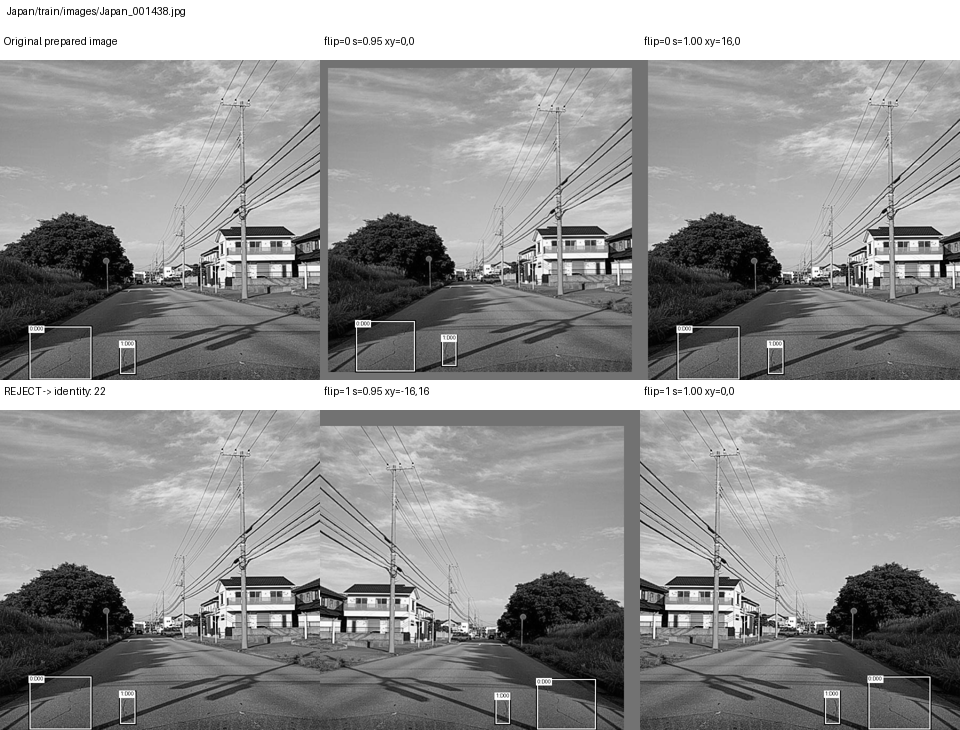 Japan/train/images/Japan_001438.jpg
Original prepared image
flip=0 s=0.95 xy=0,0
flip=0 s=1.00 xy=16,0
0.000
1.000
0.000
1.000
0.000
1.000
REJECT -> identity: 22
flip=1 s=0.95 xy=-16,16
flip=1 s=1.00 xy=0,0
0.000
1.000
1.000
0.000
1.000
0.000